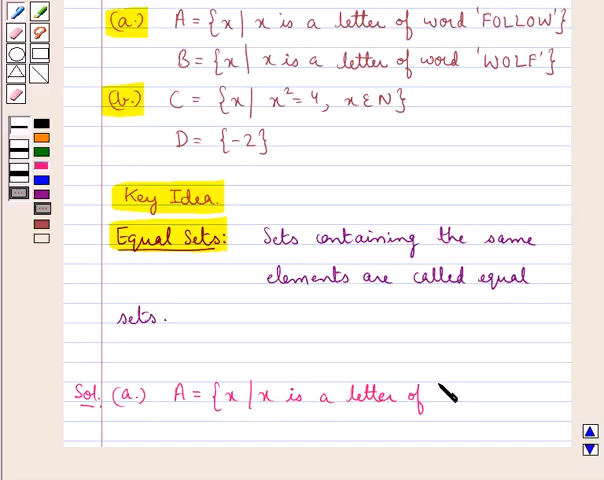 (a.) A = {x | x is a letter of word 'FOLLOW'}
B = {x | x is a letter of word 'WOLF'}
(b.) C = {x | x² = 4, x ε N}
D = {-2}
Key Idea.
Equal Sets: Sets containing the same
elements are called equal
sets.
Sol. (a.) A = {x | x is a letter of